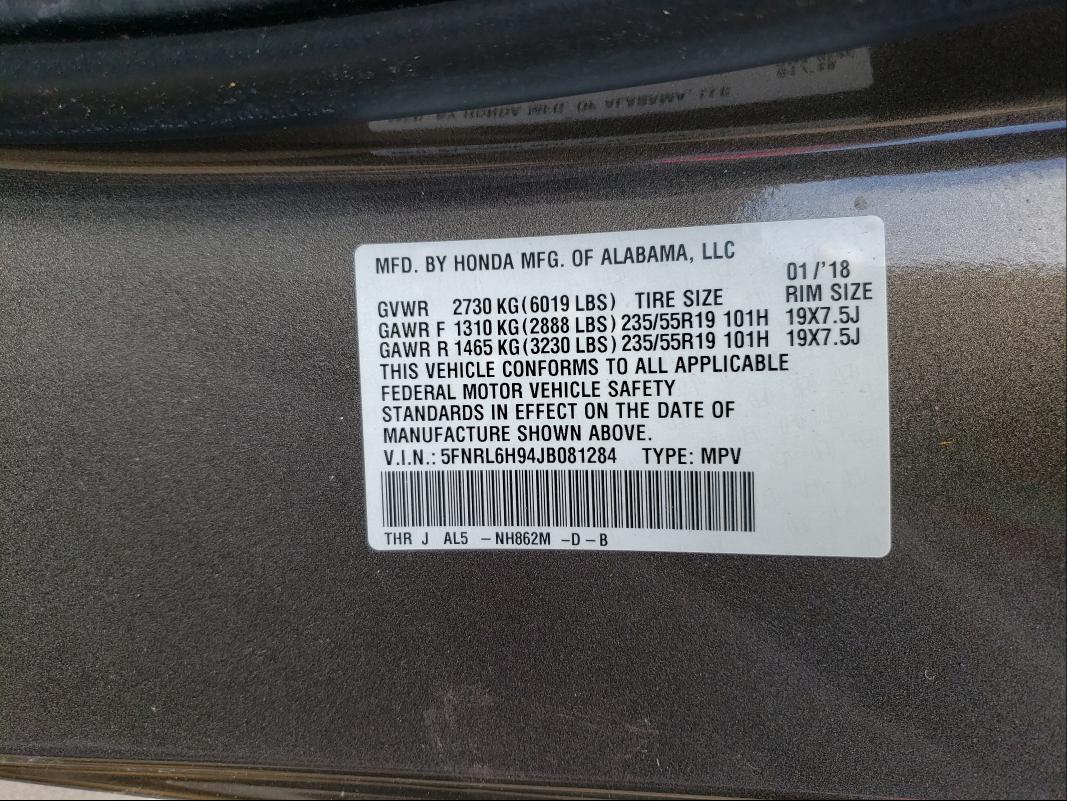 MFD. BY HONDA MFG. OF ALABAMA, LLC
01/'18
GVWR 2730 KG(6019 LBS) TIRE SIZE RIM SIZE
GAWR F 1310 KG(2888 LBS) 235/55R19 101H 19X7.5J
GAWR R 1465 KG(3230 LBS) 235/55R19 101H 19X7.5J
THIS VEHICLE CONFORMS TO ALL APPLICABLE
FEDERAL MOTOR VEHICLE SAFETY
STANDARDS IN EFFECT ON THE DATE OF
MANUFACTURE SHOWN ABOVE.
V.I.N.: 5FNRL6H94JB081284 TYPE: MPV
THR J AL5 -NH862M -D-B